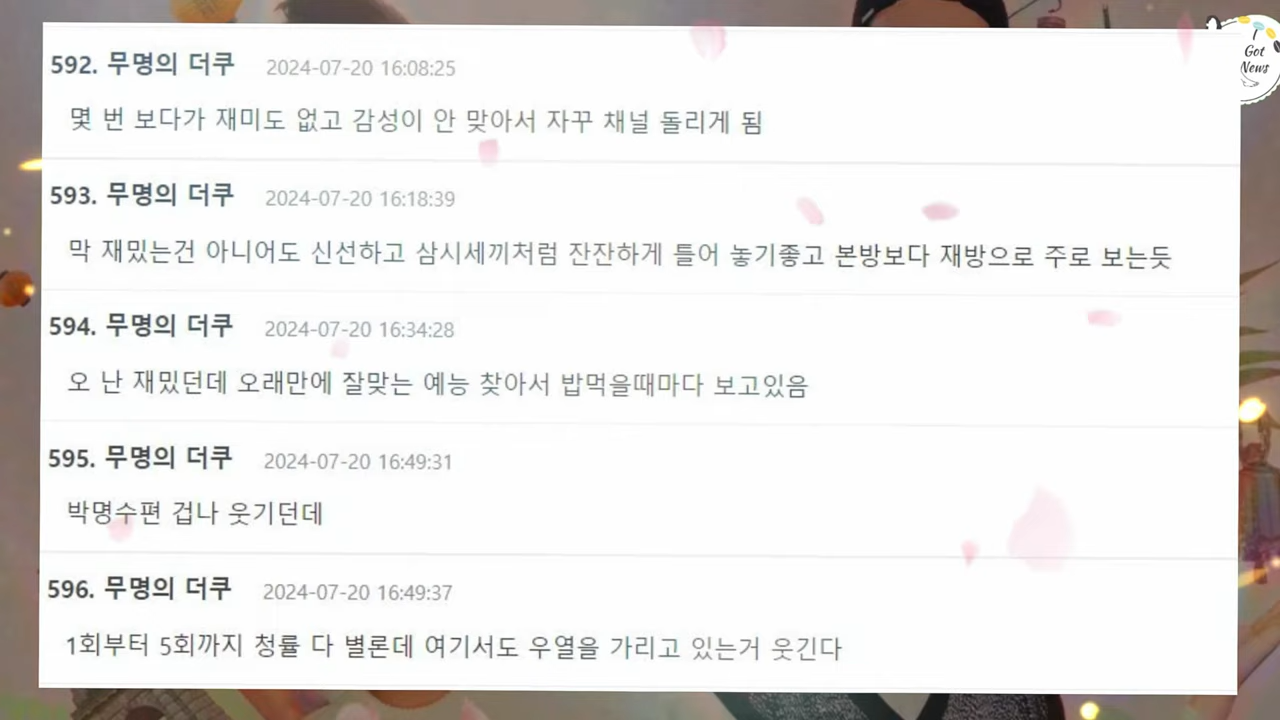 I
Got
News
592. 무명의 더쿠 2024-07-20 16:08:25
몇 번 보다가 재미도 없고 감성이 안 맞아서 자꾸 채널 돌리게 됨
593. 무명의 더쿠 2024-07-20 16:18:39
막 재밌는건 아니어도 신선하고 삼시세끼처럼 잔잔하게 틀어 놓기좋고 본방보다 재방으로 주로 보는듯
594. 무명의 더쿠 2024-07-20 16:34:28
오 난 재밌던데 오래만에 잘맞는 예능 찾아서 밥먹을때마다 보고있음
595. 무명의 더쿠 2024-07-20 16:49:31
박명수편 겁나 웃기던데
596. 무명의 더쿠 2024-07-20 16:49:37
1회부터 5회까지 청률 다 별론데 여기서도 우열을 가리고 있는거 웃긴다